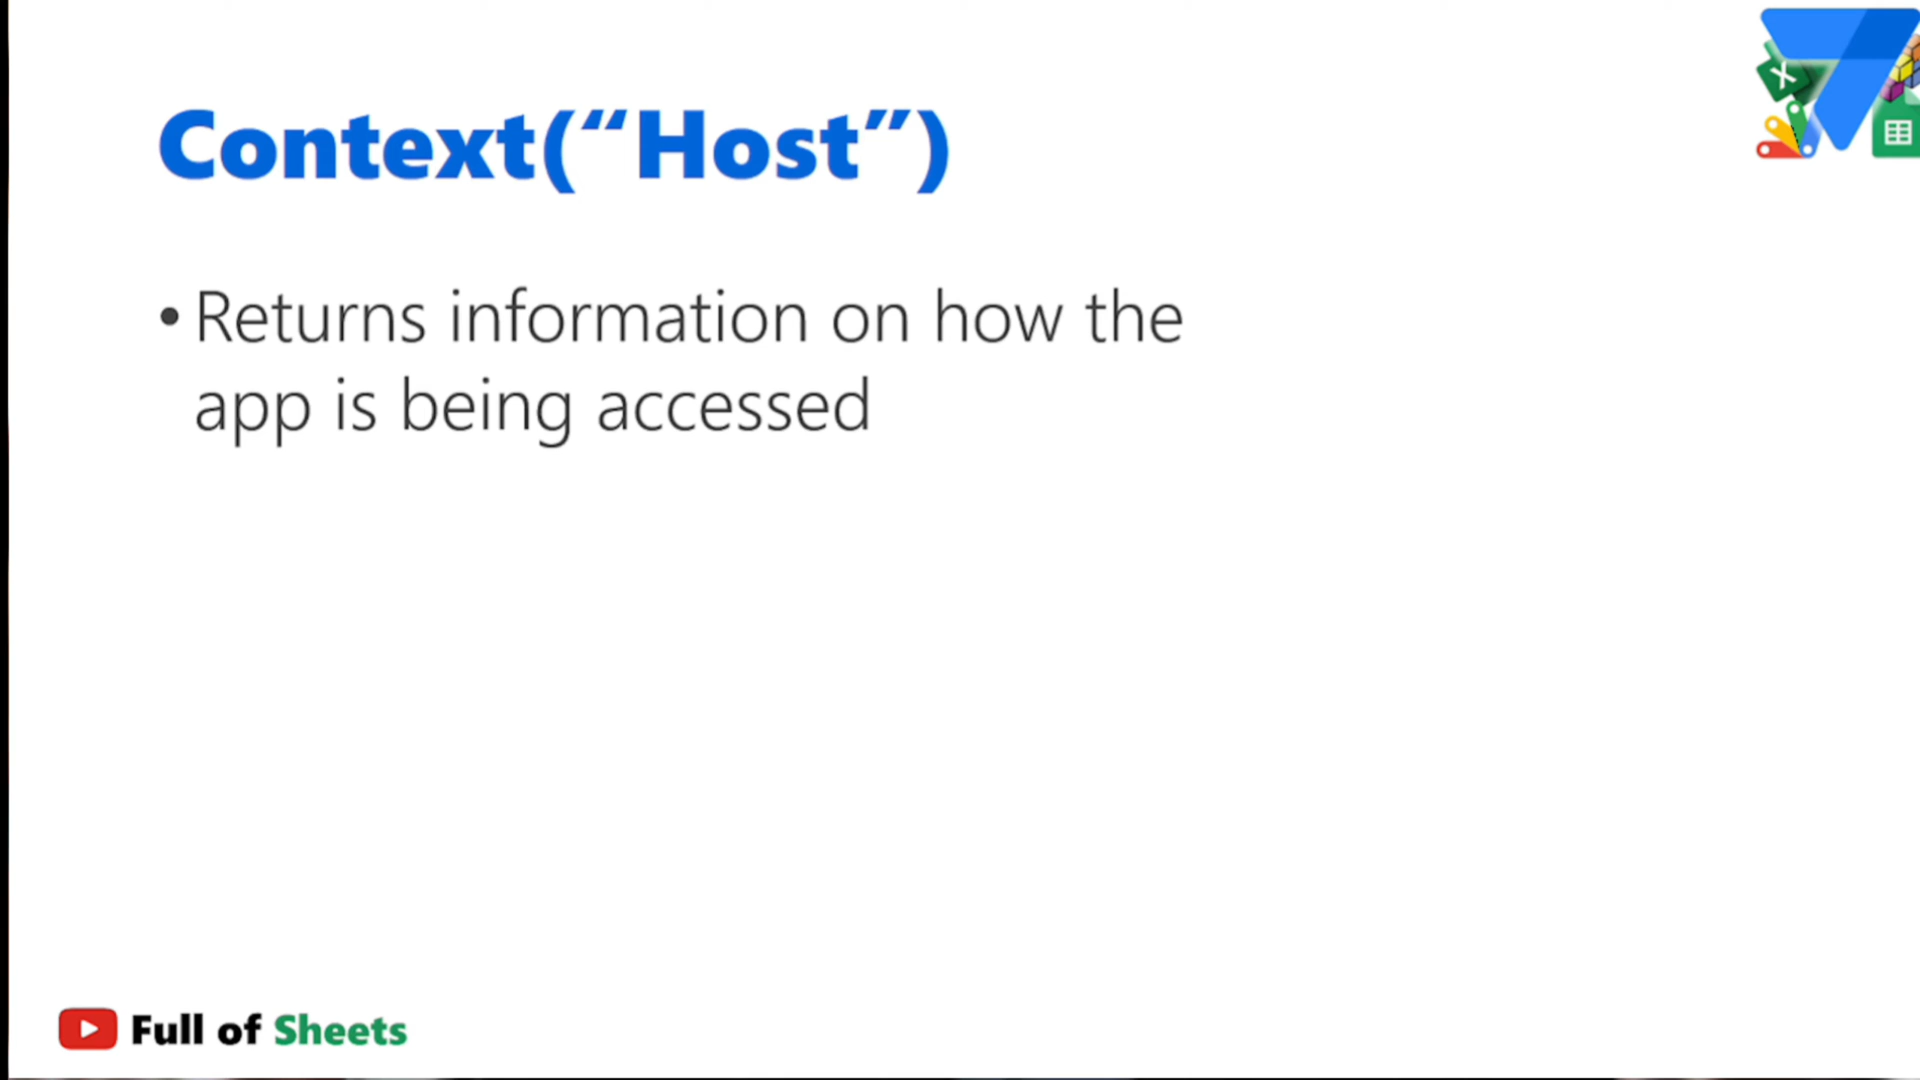 Context(“Host”)
• Returns information on how the
app is being accessed
Full of Sheets